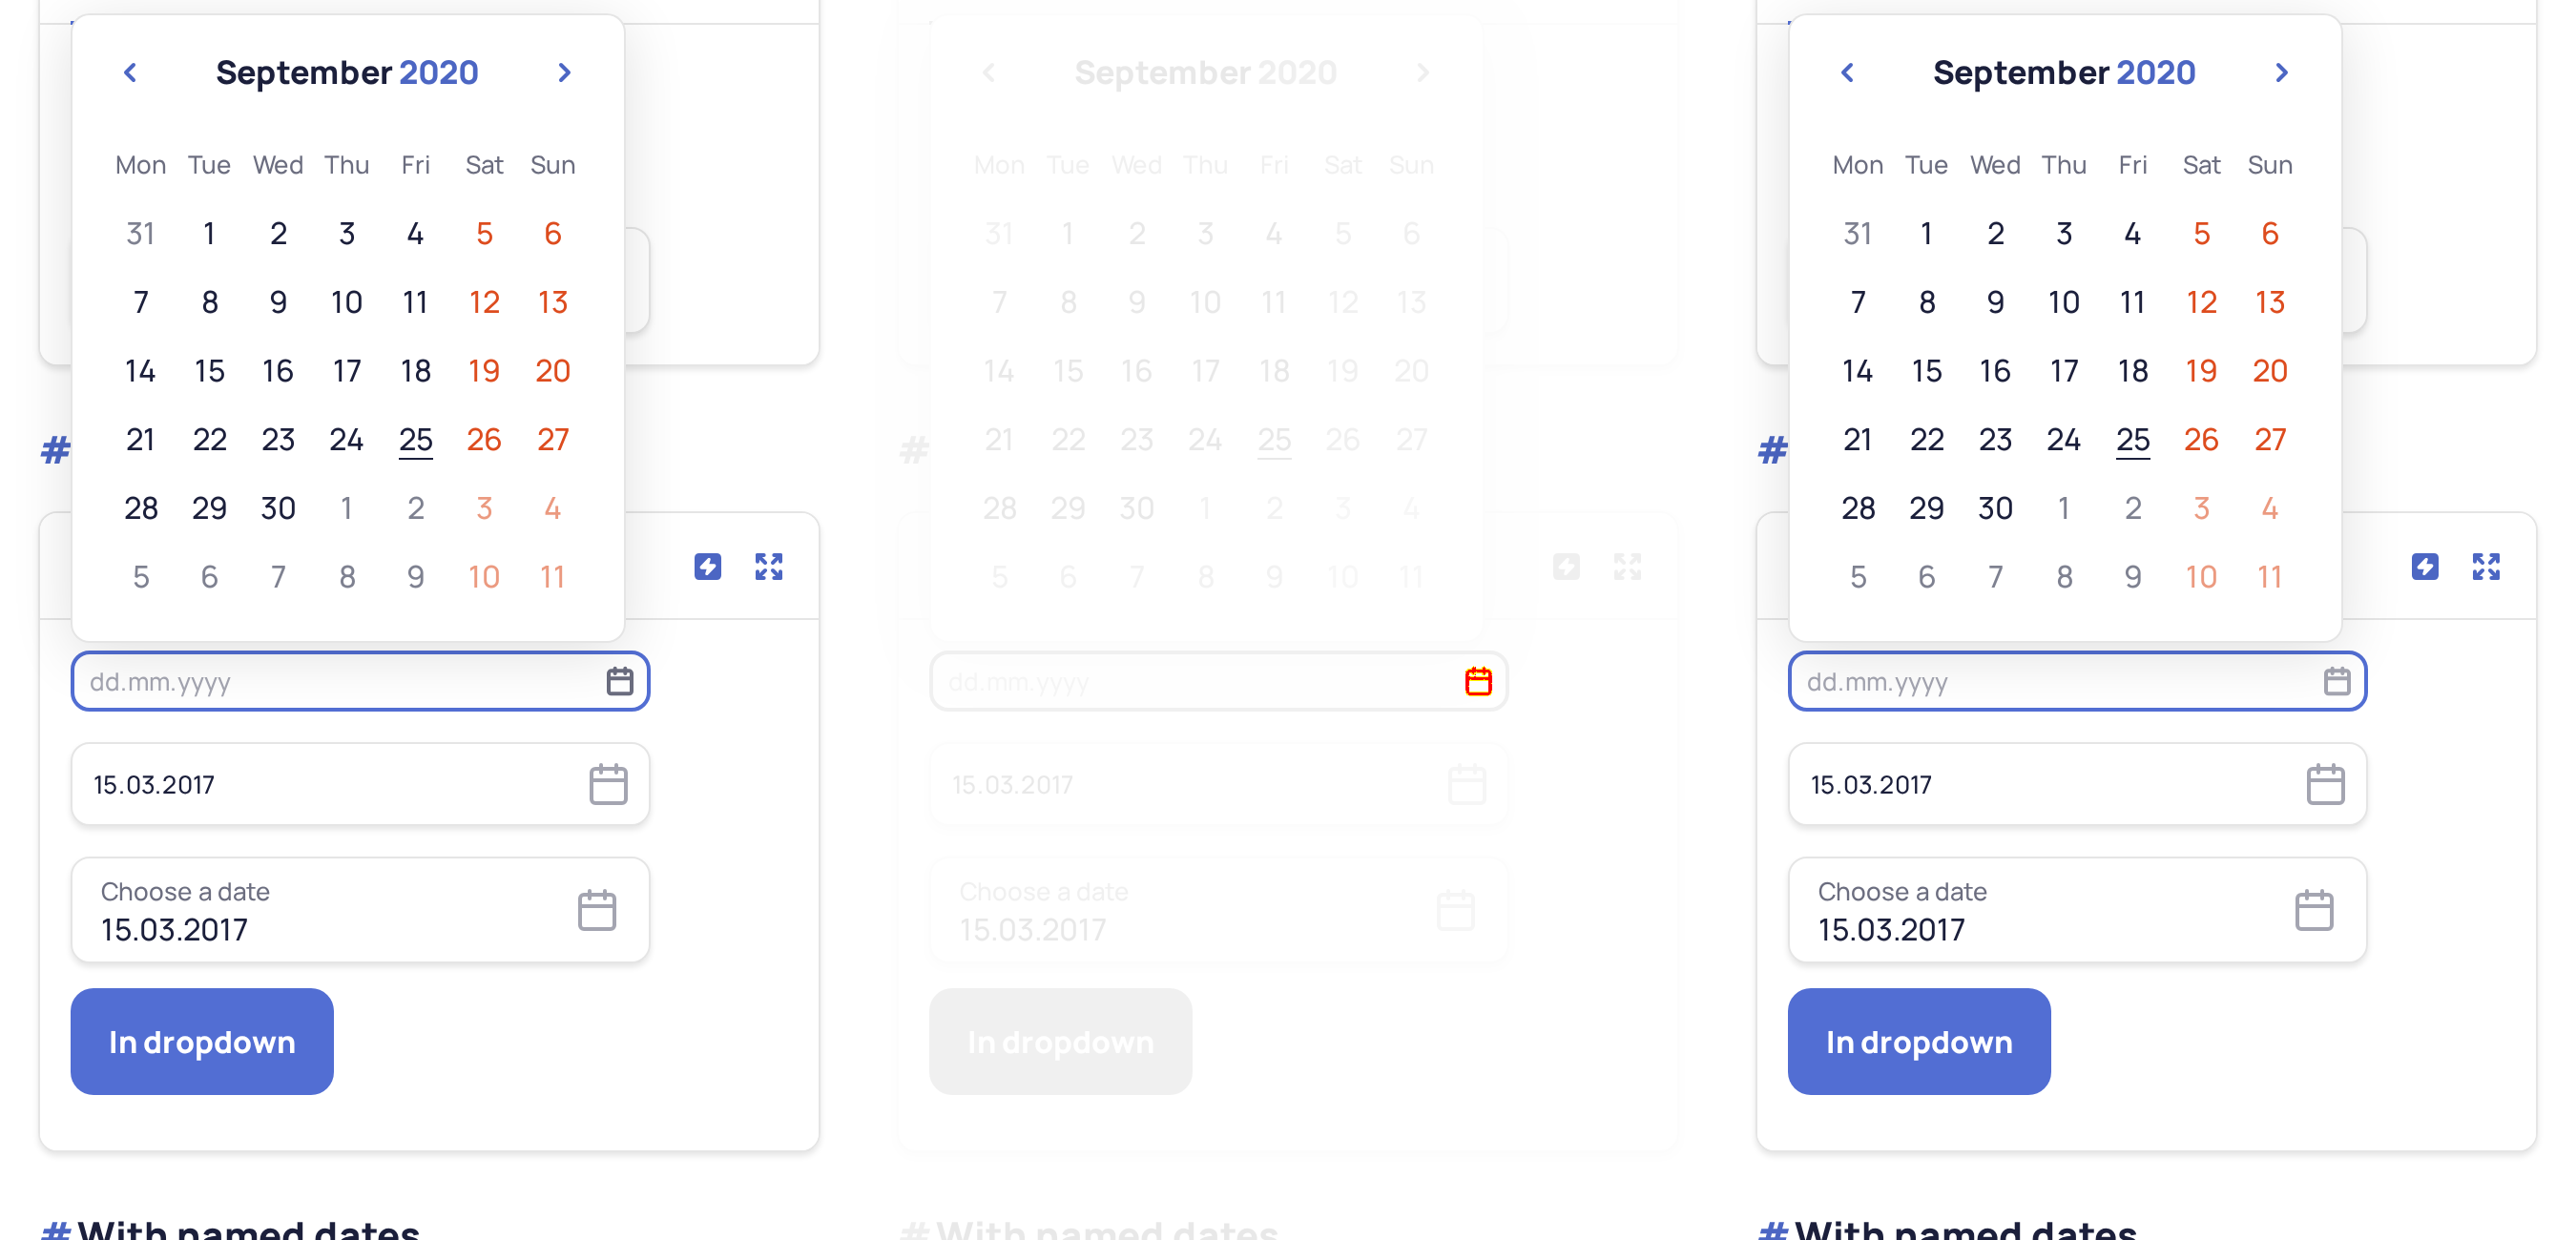 September 2020
Mon Tue Wed Thu Fri Sat Sun
31 1 2 3 4 5 6
7 8 9 10 11 12 13
14 15 16 17 18 19 20
21 22 23 24 25 26 27
28 29 30 1 2 3 4
5 6 7 8 9 10 11
#
dd.mm.yyyy
15.03.2017
Choose a date
15.03.2017
In dropdown
# With named dates
September 2020
Mon Tue Wed Thu Fri Sat Sun
31 1 2 3 4 5 6
7 8 9 10 11 12 13
14 15 16 17 18 19 20
21 22 23 24 25 26 27
28 29 30 1 2 3 4
5 6 7 8 9 10 11
#
dd.mm.yyyy
15.03.2017
Choose a date
15.03.2017
In dropdown
# With named dates
September 2020
Mon Tue Wed Thu Fri Sat Sun
31 1 2 3 4 5 6
7 8 9 10 11 12 13
14 15 16 17 18 19 20
21 22 23 24 25 26 27
28 29 30 1 2 3 4
5 6 7 8 9 10 11
#
dd.mm.yyyy
15.03.2017
Choose a date
15.03.2017
In dropdown
# With named dates